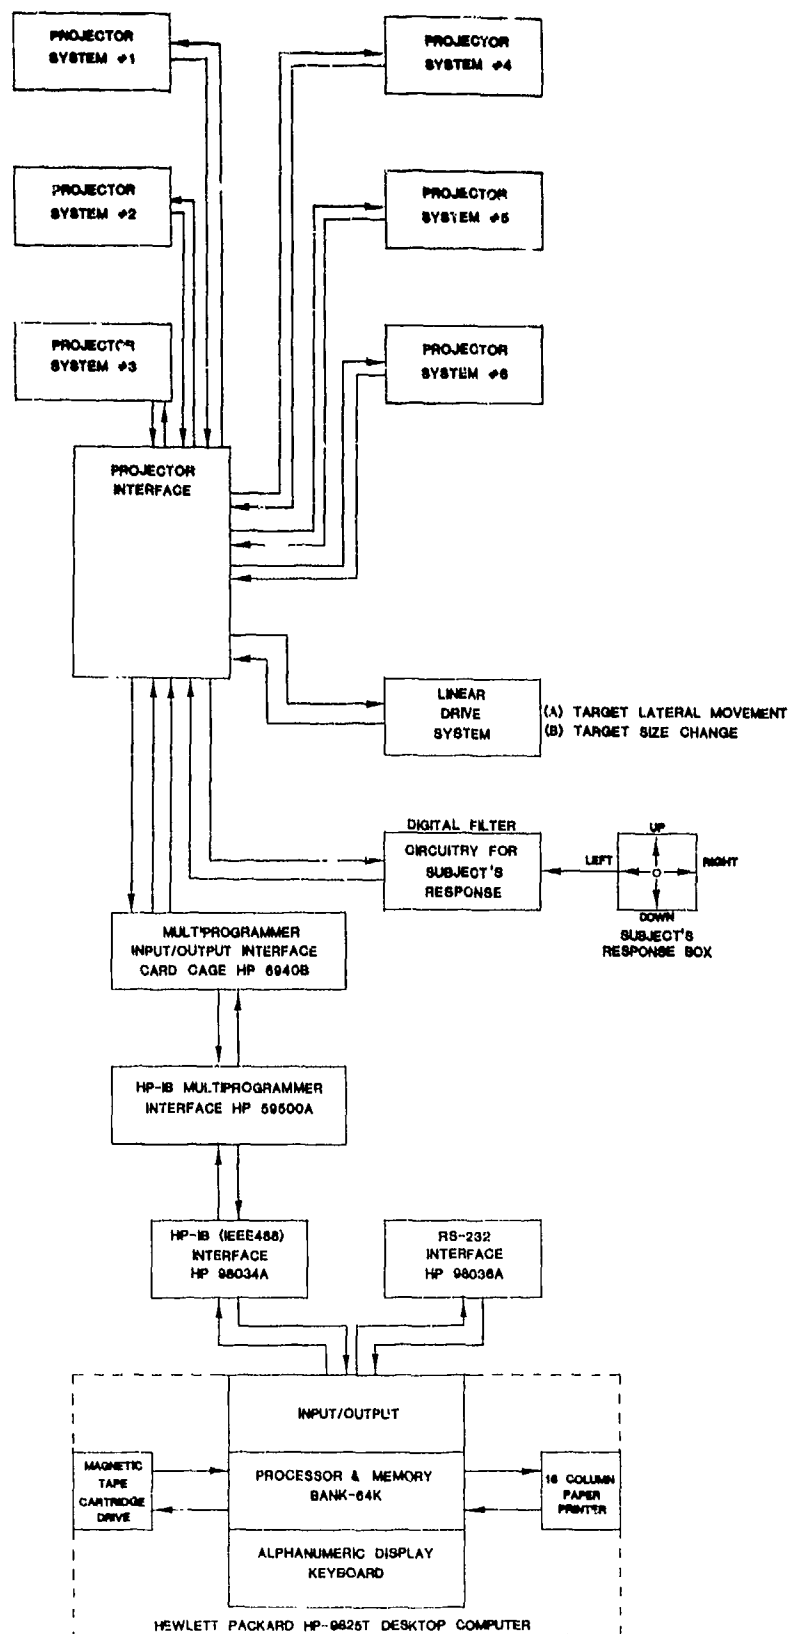 PROJECTOR
SYSTEM #1
PROJECYOR
SYSTEM #4
PROJECTOR
SYSTEM #2
PROJECTOR
SYSTEM #5
PROJECTOR
SYSTEM #3
PROJECTOR
SYSTEM #6
PROJECTOR
INTERFACE
LINEAR
DRIVE
SYSTEM
(A) TARGET LATERAL MOVEMENT
(B) TARGET SIZE CHANGE
DIGITAL FILTER
CIRCUITRY FOR
SUBJECT'S
RESPONSE
UP
LEFT
RIGHT
DOWN
SUBJECT'S
RESPONSE BOX
MULTIPROGRAMMER
INPUT/OUTPUT INTERFACE
CARD CAGE HP 6940B
HP-IB MULTIPROGRAMMER
INTERFACE HP 59500A
HP-IB (IEEE488)
INTERFACE
HP 98034A
RS-232
INTERFACE
HP 98036A
INPUT/OUTPUT
MAGNETIC
TAPE
CARTRIDGE
DRIVE
PROCESSOR & MEMORY
BANK-64K
16 COLUMN
PAPER
PRINTER
ALPHANUMERIC DISPLAY
KEYBOARD
HEWLETT PACKARD HP-9825T DESKTOP COMPUTER